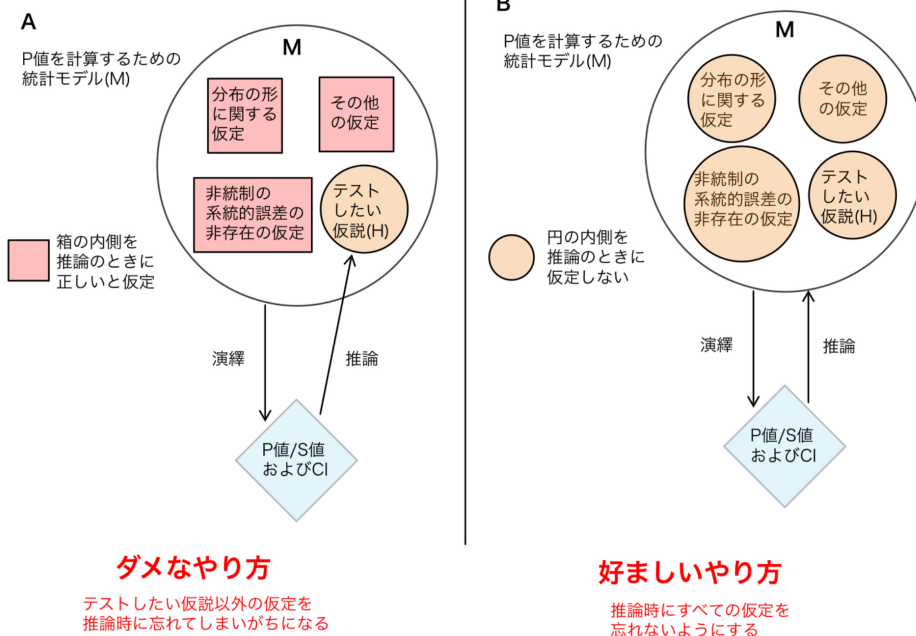 A
M
P値を計算するための
統計モデル(M)
分布の形
に関する
仮定
その他
の仮定
非統制の
系統的誤差の
非存在の仮定
テスト
したい
仮説(H)
箱の内側を
推論のときに
正しいと仮定
演繹
推論
P値/S値
およびCI
ダメなやり方
テストしたい仮説以外の仮定を
推論時に忘れてしまいがちになる
B
M
P値を計算するための
統計モデル(M)
分布の形
に関する
仮定
その他
の仮定
非統制の
系統的誤差の
非存在の仮定
テスト
したい
仮説(H)
円の内側を
推論のときに
仮定しない
演繹
推論
P値/S値
およびCI
好ましいやり方
推論時にすべての仮定を
忘れないようにする